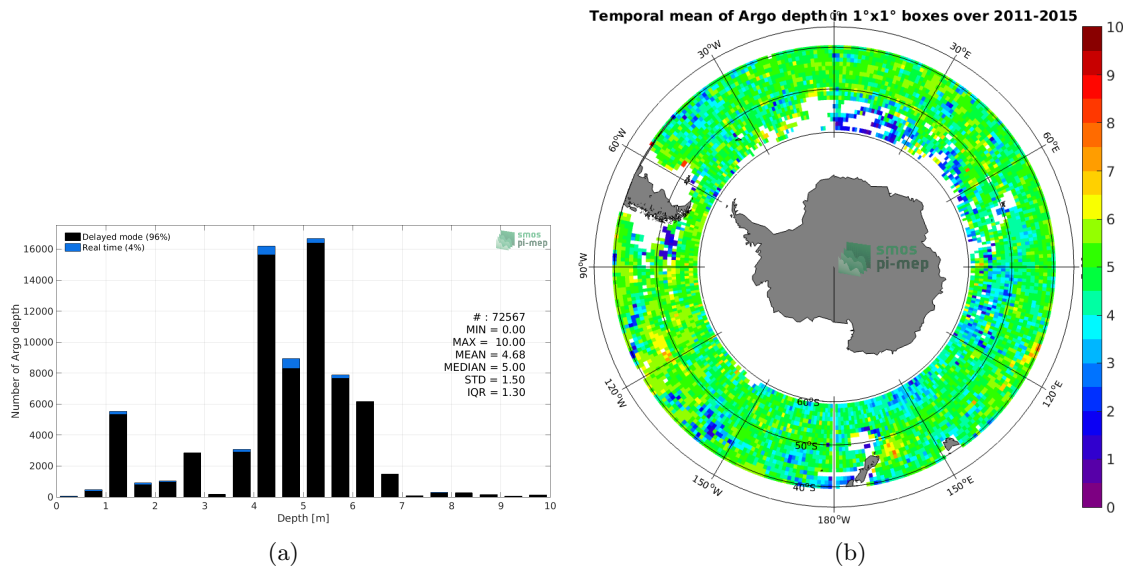 Temporal mean of Argo depth in 1°x1° boxes over 2011-2015
0°
30°W
30°E
60°W
60°E
90°W
120°W
120°E
150°W
150°E
180°W
60°S
50°S
40°S
smos
pi-mep
10
9
8
7
6
5
4
3
2
1
0
Delayed mode (96%)
Real time (4%)
smos
pi-mep
# : 72567
MIN = 0.00
MAX = 10.00
MEAN = 4.68
MEDIAN = 5.00
STD = 1.50
IQR = 1.30
Number of Argo depth
16000
14000
12000
10000
8000
6000
4000
2000
0
0 1 2 3 4 5 6 7 8 9 10
Depth [m]
(a)
(b)